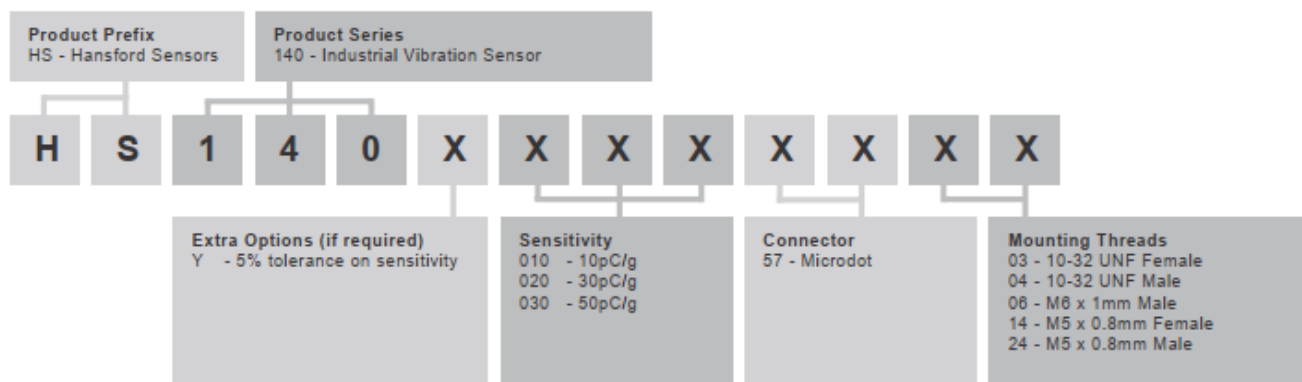 Product Prefix
HS - Hansford Sensors
Product Series
140 - Industrial Vibration Sensor
H S 1 4 0 X X X X X X X X
Extra Options (if required)
Y - 5% tolerance on sensitivity
Sensitivity
010 - 10pC/g
020 - 30pC/g
030 - 50pC/g
Connector
57 - Microdot
Mounting Threads
03 - 10-32 UNF Female
04 - 10-32 UNF Male
06 - M6 x 1mm Male
14 - M5 x 0.8mm Female
24 - M5 x 0.8mm Male